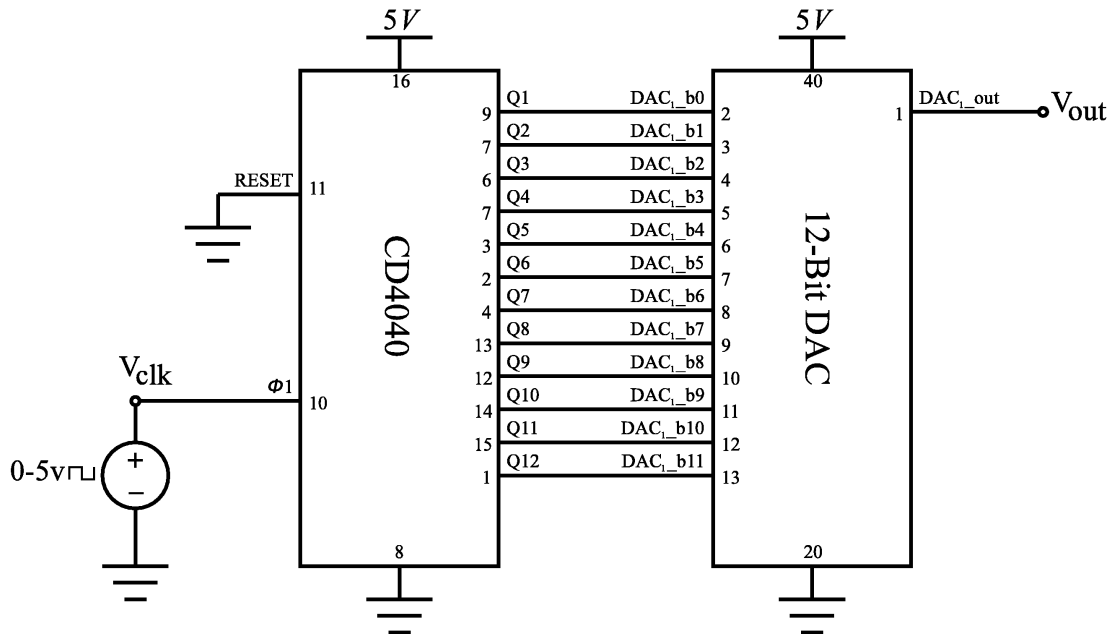 5V
5V
16
40
Q1 DAC₁_b0
9 2
DAC₁_out
1
Vout
Q2 DAC₁_b1
7 3
Q3 DAC₁_b2
6 4
RESET
11
Q4 DAC₁_b3
7 5
Q5 DAC₁_b4
3 6
Q6 DAC₁_b5
2 7
Q7 DAC₁_b6
4 8
Q8 DAC₁_b7
13 9
Q9 DAC₁_b8
12 10
Q10 DAC₁_b9
14 11
Q11 DAC₁_b10
15 12
Q12 DAC₁_b11
1 13
CD4040
12-Bit DAC
Vclk
Φ1
10
0-5v
+
−
8
20